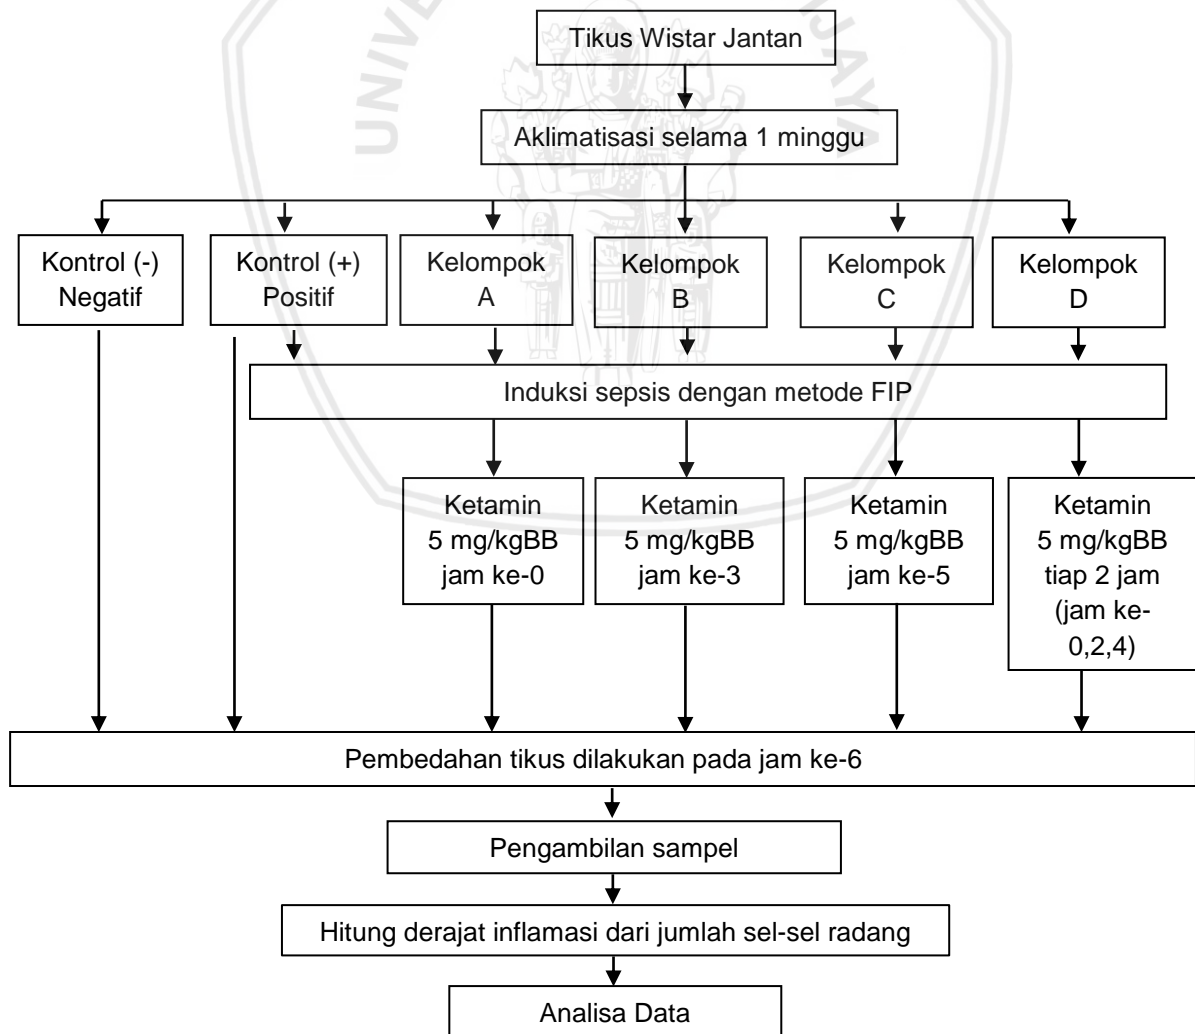 Tikus Wistar Jantan
Aklimatisasi selama 1 minggu
Kontrol (-)
Negatif
Kontrol (+)
Positif
Kelompok
A
Kelompok
B
Kelompok
C
Kelompok
D
Induksi sepsis dengan metode FIP
Ketamin
5 mg/kgBB
jam ke-0
Ketamin
5 mg/kgBB
jam ke-3
Ketamin
5 mg/kgBB
jam ke-5
Ketamin
5 mg/kgBB
tiap 2 jam
(jam ke-
0,2,4)
Pembedahan tikus dilakukan pada jam ke-6
Pengambilan sampel
Hitung derajat inflamasi dari jumlah sel-sel radang
Analisa Data